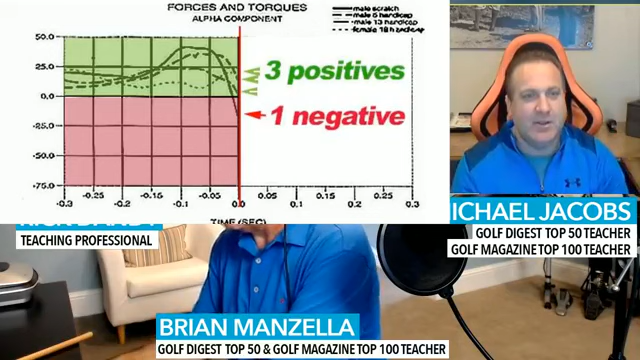 FORCES AND TORQUES
ALPHA COMPONENT
male scratch
male 5 handicap
male 13 handicap
female 18 handicap
50.0
25.0
0.0
-25.0
-50.0
-75.0
3 positives
1 negative
-0.3 -0.25 -0.2 -0.15 -0.1 -0.05 0 0.05 0.1 0.15 0.2 0.25 0.3
TIME (SEC)
TEACHING PROFESSIONAL
ICHAEL JACOBS
GOLF DIGEST TOP 50 TEACHER
GOLF MAGAZINE TOP 100 TEACHER
BRIAN MANZELLA
GOLF DIGEST TOP 50 & GOLF MAGAZINE TOP 100 TEACHER